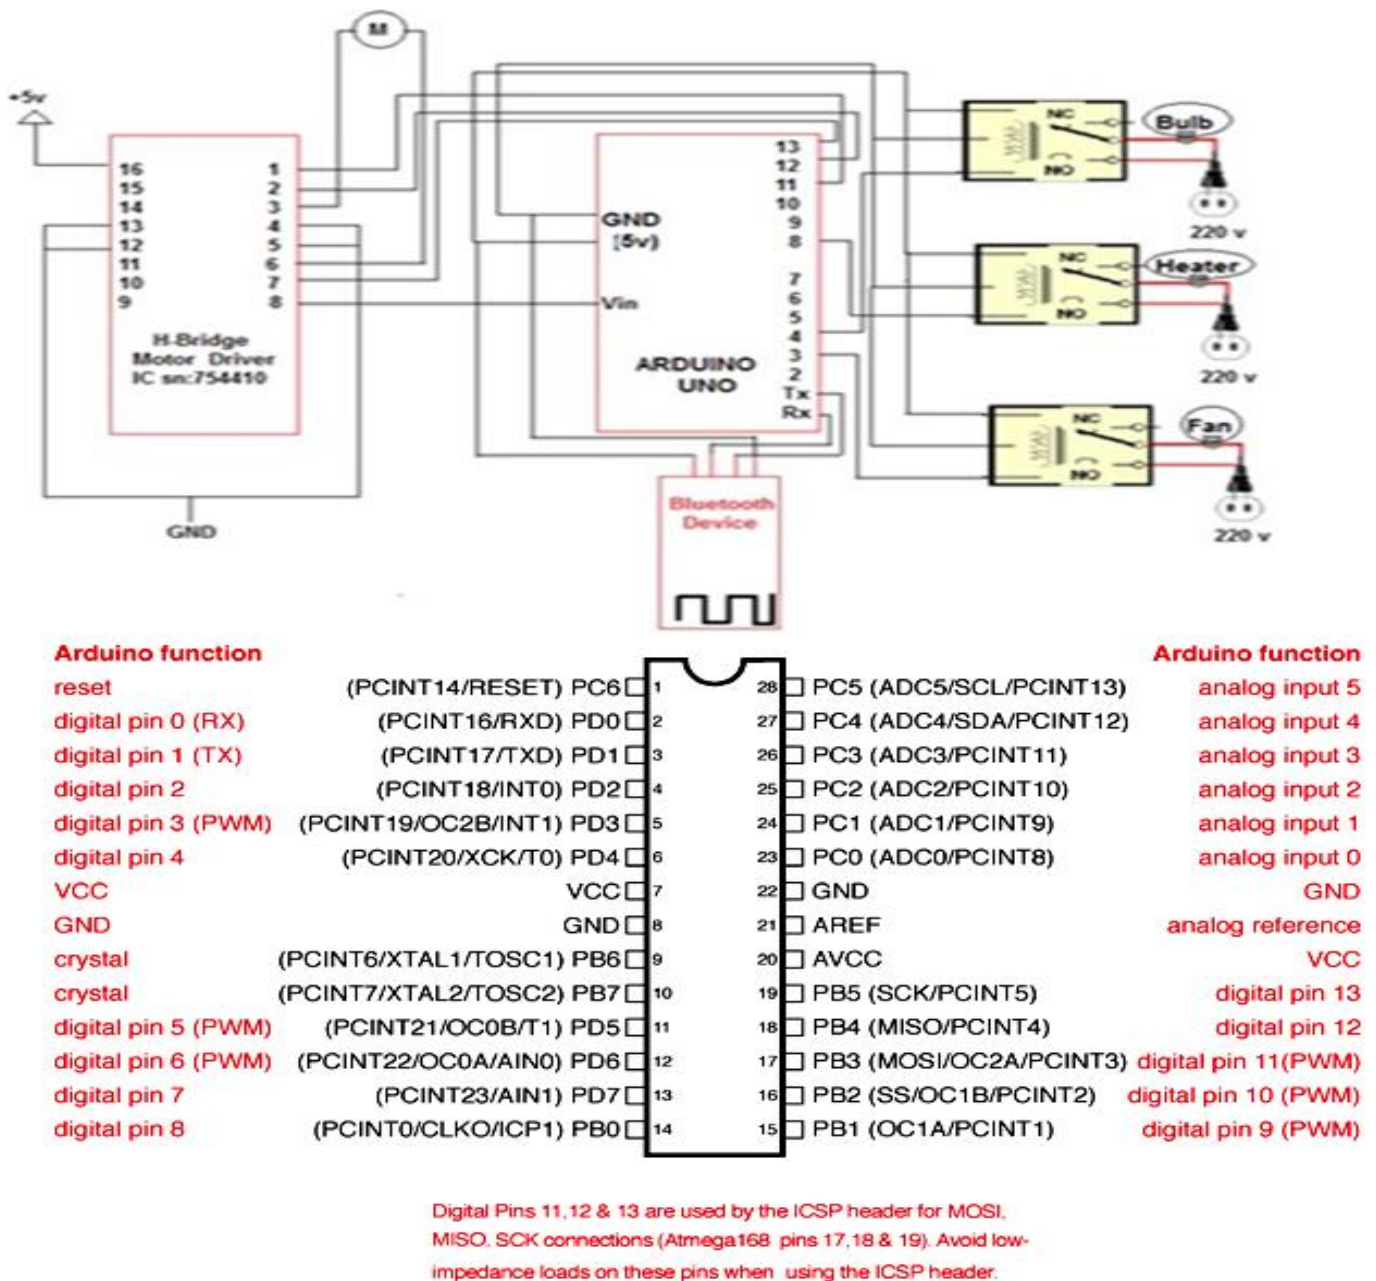 M
+5v
16 1
15 2
14 3
13 4
12 5
11 6
10 7
9 8
H-Bridge
Motor Driver
IC sn:754410
GND
GND
(5v)
Vin
13
12
11
10
9
8
7
6
5
4
3
2
Tx
Rx
ARDUINO
UNO
Bluetooth
Device
NC
NO
Bulb
220 v
NC
NO
Heater
220 v
NC
NO
Fan
220 v
Arduino function Arduino function
reset (PCINT14/RESET) PC6 1 28 PC5 (ADC5/SCL/PCINT13) analog input 5
digital pin 0 (RX) (PCINT16/RXD) PD0 2 27 PC4 (ADC4/SDA/PCINT12) analog input 4
digital pin 1 (TX) (PCINT17/TXD) PD1 3 26 PC3 (ADC3/PCINT11) analog input 3
digital pin 2 (PCINT18/INT0) PD2 4 25 PC2 (ADC2/PCINT10) analog input 2
digital pin 3 (PWM) (PCINT19/OC2B/INT1) PD3 5 24 PC1 (ADC1/PCINT9) analog input 1
digital pin 4 (PCINT20/XCK/T0) PD4 6 23 PC0 (ADC0/PCINT8) analog input 0
VCC VCC 7 22 GND GND
GND GND 8 21 AREF analog reference
crystal (PCINT6/XTAL1/TOSC1) PB6 9 20 AVCC VCC
crystal (PCINT7/XTAL2/TOSC2) PB7 10 19 PB5 (SCK/PCINT5) digital pin 13
digital pin 5 (PWM) (PCINT21/OC0B/T1) PD5 11 18 PB4 (MISO/PCINT4) digital pin 12
digital pin 6 (PWM) (PCINT22/OC0A/AIN0) PD6 12 17 PB3 (MOSI/OC2A/PCINT3) digital pin 11(PWM)
digital pin 7 (PCINT23/AIN1) PD7 13 16 PB2 (SS/OC1B/PCINT2) digital pin 10 (PWM)
digital pin 8 (PCINT0/CLKO/ICP1) PB0 14 15 PB1 (OC1A/PCINT1) digital pin 9 (PWM)
Digital Pins 11,12 & 13 are used by the ICSP header for MOSI,
MISO, SCK connections (Atmega168 pins 17,18 & 19). Avoid low-
impedance loads on these pins when using the ICSP header.